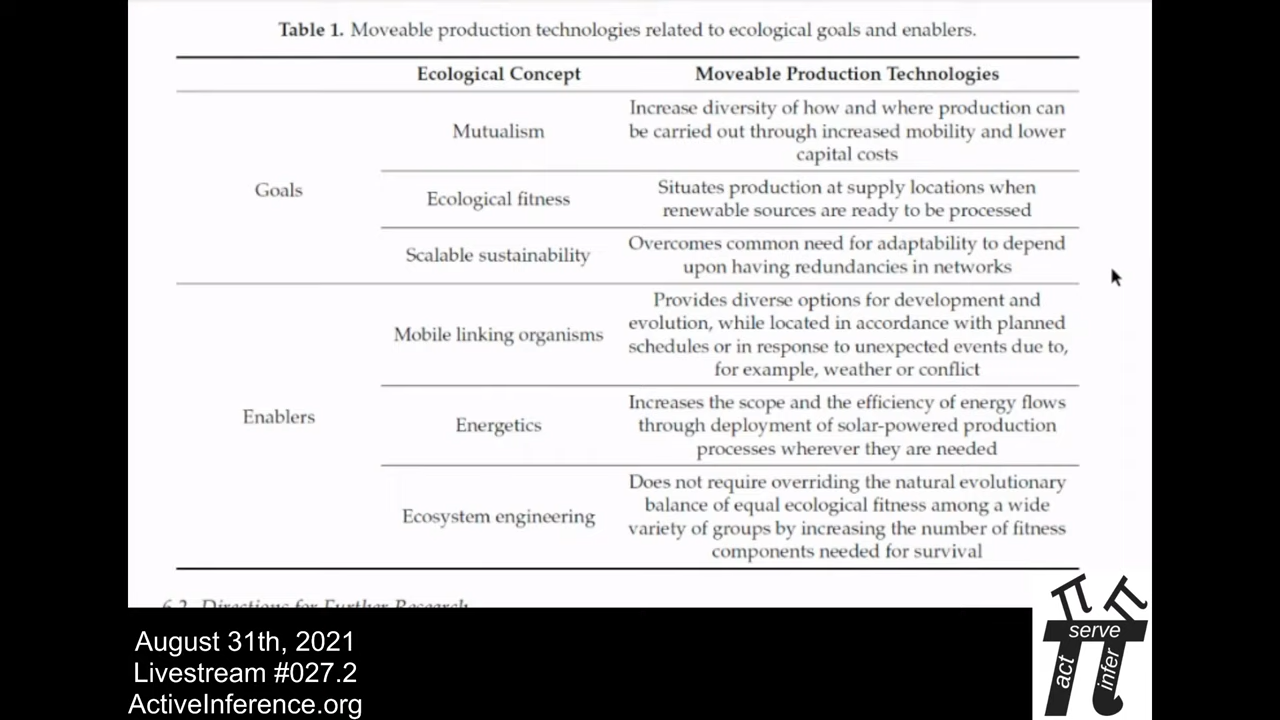 Table 1. Moveable production technologies related to ecological goals and enablers.
Ecological Concept Moveable Production Technologies
Goals
Mutualism
Increase diversity of how and where production can
be carried out through increased mobility and lower
capital costs
Ecological fitness
Situates production at supply locations when
renewable sources are ready to be processed
Scalable sustainability
Overcomes common need for adaptability to depend
upon having redundancies in networks
Enablers
Mobile linking organisms
Provides diverse options for development and
evolution, while located in accordance with planned
schedules or in response to unexpected events due to,
for example, weather or conflict
Energetics
Increases the scope and the efficiency of energy flows
through deployment of solar-powered production
processes wherever they are needed
Ecosystem engineering
Does not require overriding the natural evolutionary
balance of equal ecological fitness among a wide
variety of groups by increasing the number of fitness
components needed for survival
6.2. Directions for Further Research
August 31th, 2021
Livestream #027.2
ActiveInference.org
serve
act
infer